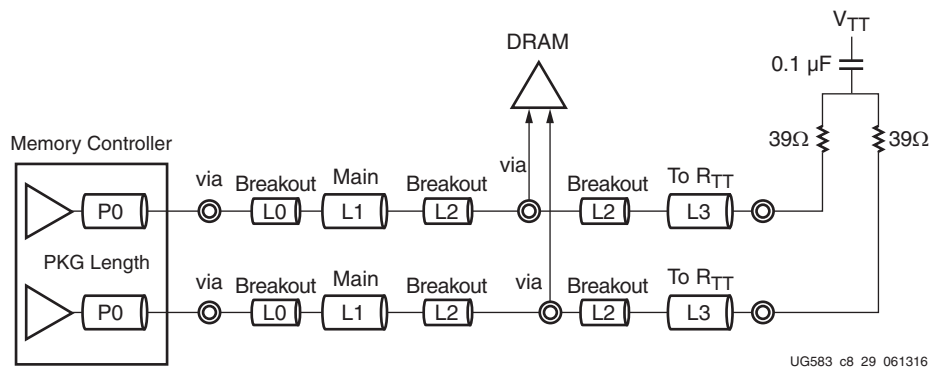 V_TT
DRAM
0.1 µF
39Ω 39Ω
Memory Controller
via Breakout Main via Breakout To R_TT
P0 L0 L1 L2 L2 L3
PKG Length
via Breakout Main Breakout via Breakout To R_TT
P0 L0 L1 L2 L2 L3
UG583_c8_29_061316